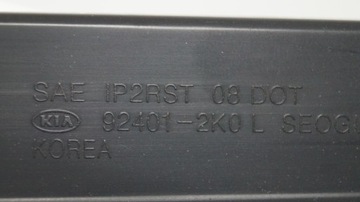 SAE IP2RST 08 DOT
KIA 92401-2K0 L SEOG
KOREA